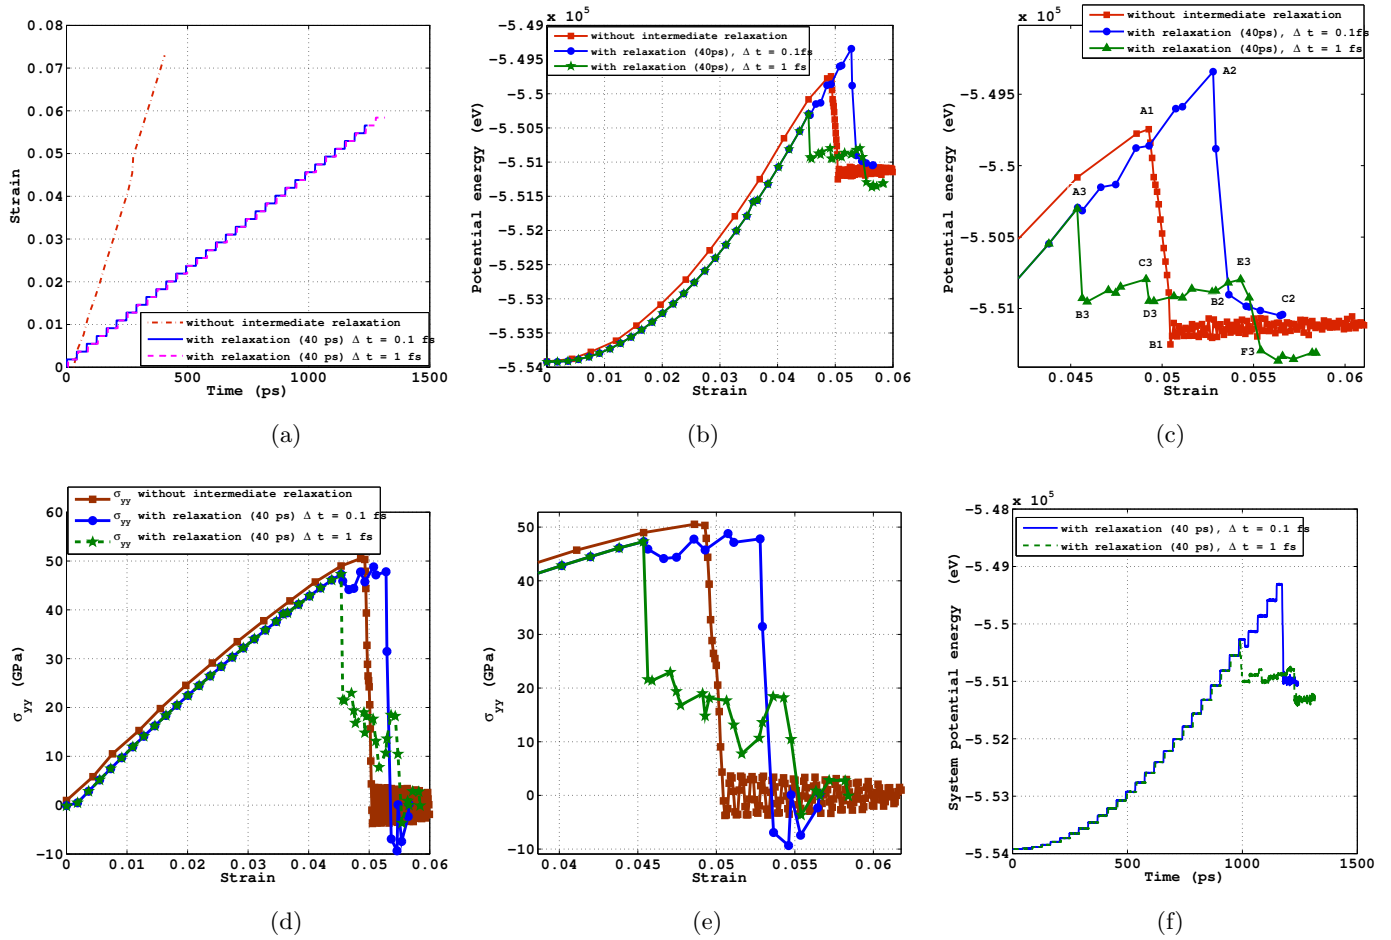 0.08
0.07
0.06
0.05
0.04
0.03
0.02
0.01
0
0
500
1000
1500
Strain
Time (ps)
without intermediate relaxation
with relaxation (40 ps) Δ t = 0.1 fs
with relaxation (40 ps) Δ t = 1 fs
(a)
x 10^5
−5.49
−5.495
−5.5
−5.505
−5.51
−5.515
−5.52
−5.525
−5.53
−5.535
−5.54
0
0.01
0.02
0.03
0.04
0.05
0.06
Potential energy (eV)
Strain
without intermediate relaxation
with relaxation (40ps), Δ t = 0.1fs
with relaxation (40ps), Δ t = 1 fs
(b)
x 10^5
−5.495
−5.5
−5.505
−5.51
0.045
0.05
0.055
0.06
Potential energy (eV)
Strain
without intermediate relaxation
with relaxation (40ps), Δ t = 0.1fs
with relaxation (40ps), Δ t = 1 fs
A2
A1
A3
C3
E3
B3
D3
B2
C2
B1
F3
(c)
60
50
40
30
20
10
0
−10
0
0.01
0.02
0.03
0.04
0.05
0.06
σyy (GPa)
Strain
σyy without intermediate relaxation
σyy with relaxation (40 ps) Δ t = 0.1 fs
σyy with relaxation (40 ps) Δ t = 1 fs
(d)
50
40
30
20
10
0
−10
0.04
0.045
0.05
0.055
0.06
σyy (GPa)
Strain
(e)
x 10^5
−5.48
−5.49
−5.5
−5.51
−5.52
−5.53
−5.54
0
500
1000
1500
System potential energy (eV)
Time (ps)
with relaxation (40 ps), Δ t = 0.1 fs
with relaxation (40 ps), Δ t = 1 fs
(f)